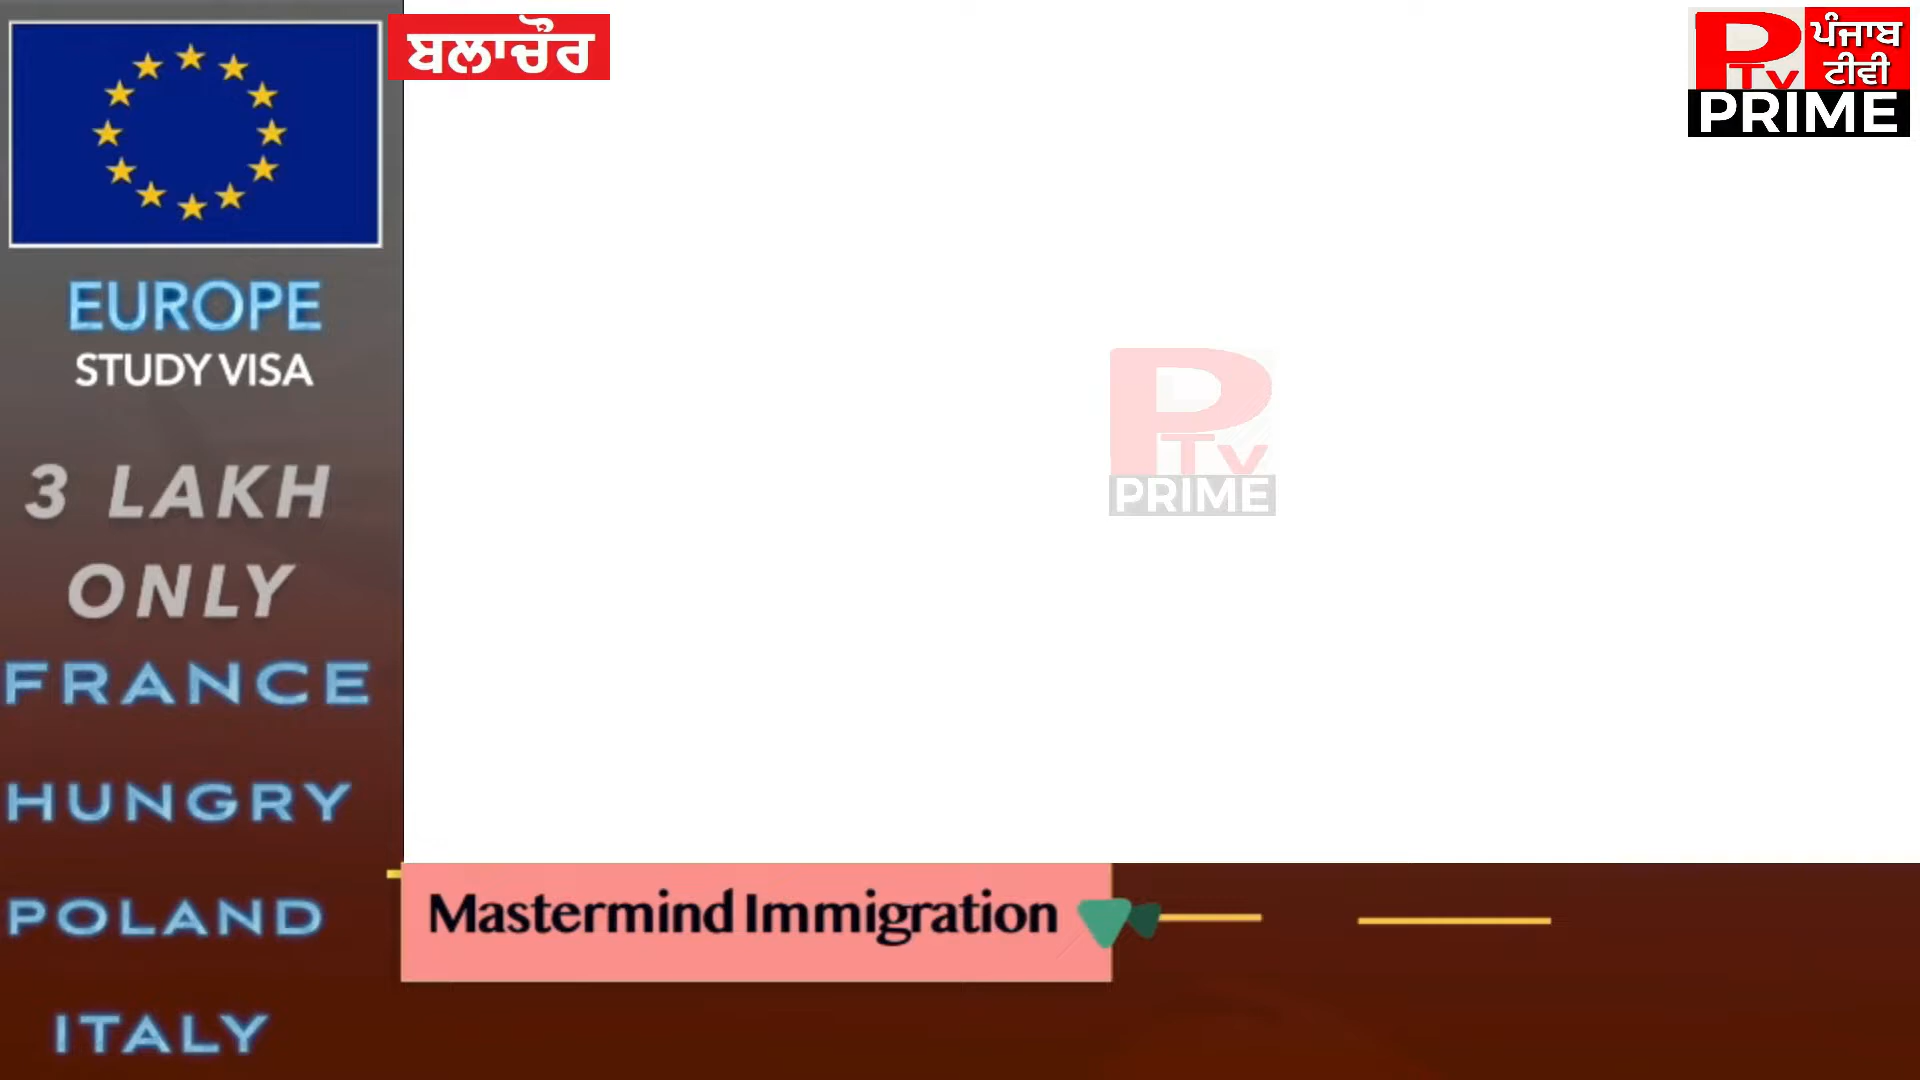 ਬਲਾਚੌਰ
PTv ਪੰਜਾਬ ਟੀਵੀ
PRIME
EUROPE
STUDY VISA
3 LAKH
ONLY
FRANCE
HUNGRY
POLAND
ITALY
PTv
PRIME
Mastermind Immigration